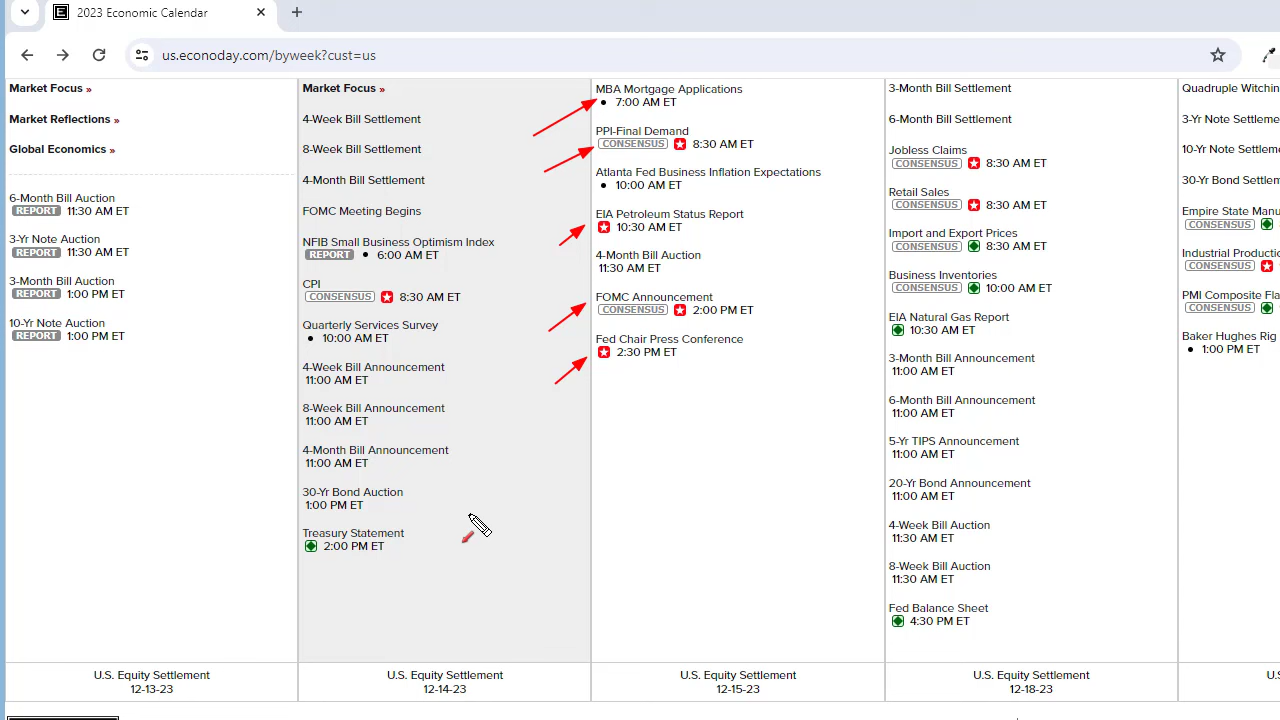 2023 Economic Calendar
us.econoday.com/byweek?cust=us
Market Focus »
Market Reflections »
Global Economics »
6-Month Bill Auction
REPORT 11:30 AM ET
3-Yr Note Auction
REPORT 11:30 AM ET
3-Month Bill Auction
REPORT 1:00 PM ET
10-Yr Note Auction
REPORT 1:00 PM ET
U.S. Equity Settlement
12-13-23
Market Focus »
4-Week Bill Settlement
8-Week Bill Settlement
4-Month Bill Settlement
FOMC Meeting Begins
NFIB Small Business Optimism Index
REPORT • 6:00 AM ET
CPI
CONSENSUS 8:30 AM ET
Quarterly Services Survey
• 10:00 AM ET
4-Week Bill Announcement
11:00 AM ET
8-Week Bill Announcement
11:00 AM ET
4-Month Bill Announcement
11:00 AM ET
30-Yr Bond Auction
1:00 PM ET
Treasury Statement
2:00 PM ET
U.S. Equity Settlement
12-14-23
MBA Mortgage Applications
• 7:00 AM ET
PPI-Final Demand
CONSENSUS 8:30 AM ET
Atlanta Fed Business Inflation Expectations
• 10:00 AM ET
EIA Petroleum Status Report
10:30 AM ET
4-Month Bill Auction
11:30 AM ET
FOMC Announcement
CONSENSUS 2:00 PM ET
Fed Chair Press Conference
2:30 PM ET
U.S. Equity Settlement
12-15-23
3-Month Bill Settlement
6-Month Bill Settlement
Jobless Claims
CONSENSUS 8:30 AM ET
Retail Sales
CONSENSUS 8:30 AM ET
Import and Export Prices
CONSENSUS 8:30 AM ET
Business Inventories
CONSENSUS 10:00 AM ET
EIA Natural Gas Report
10:30 AM ET
3-Month Bill Announcement
11:00 AM ET
6-Month Bill Announcement
11:00 AM ET
5-Yr TIPS Announcement
11:00 AM ET
20-Yr Bond Announcement
11:00 AM ET
4-Week Bill Auction
11:30 AM ET
8-Week Bill Auction
11:30 AM ET
Fed Balance Sheet
4:30 PM ET
U.S. Equity Settlement
12-18-23
Quadruple Witchin
3-Yr Note Settlem
10-Yr Note Settle
30-Yr Bond Settle
Empire State Manu
CONSENSUS
Industrial Productio
CONSENSUS
PMI Composite Fla
CONSENSUS
Baker Hughes Rig
• 1:00 PM ET